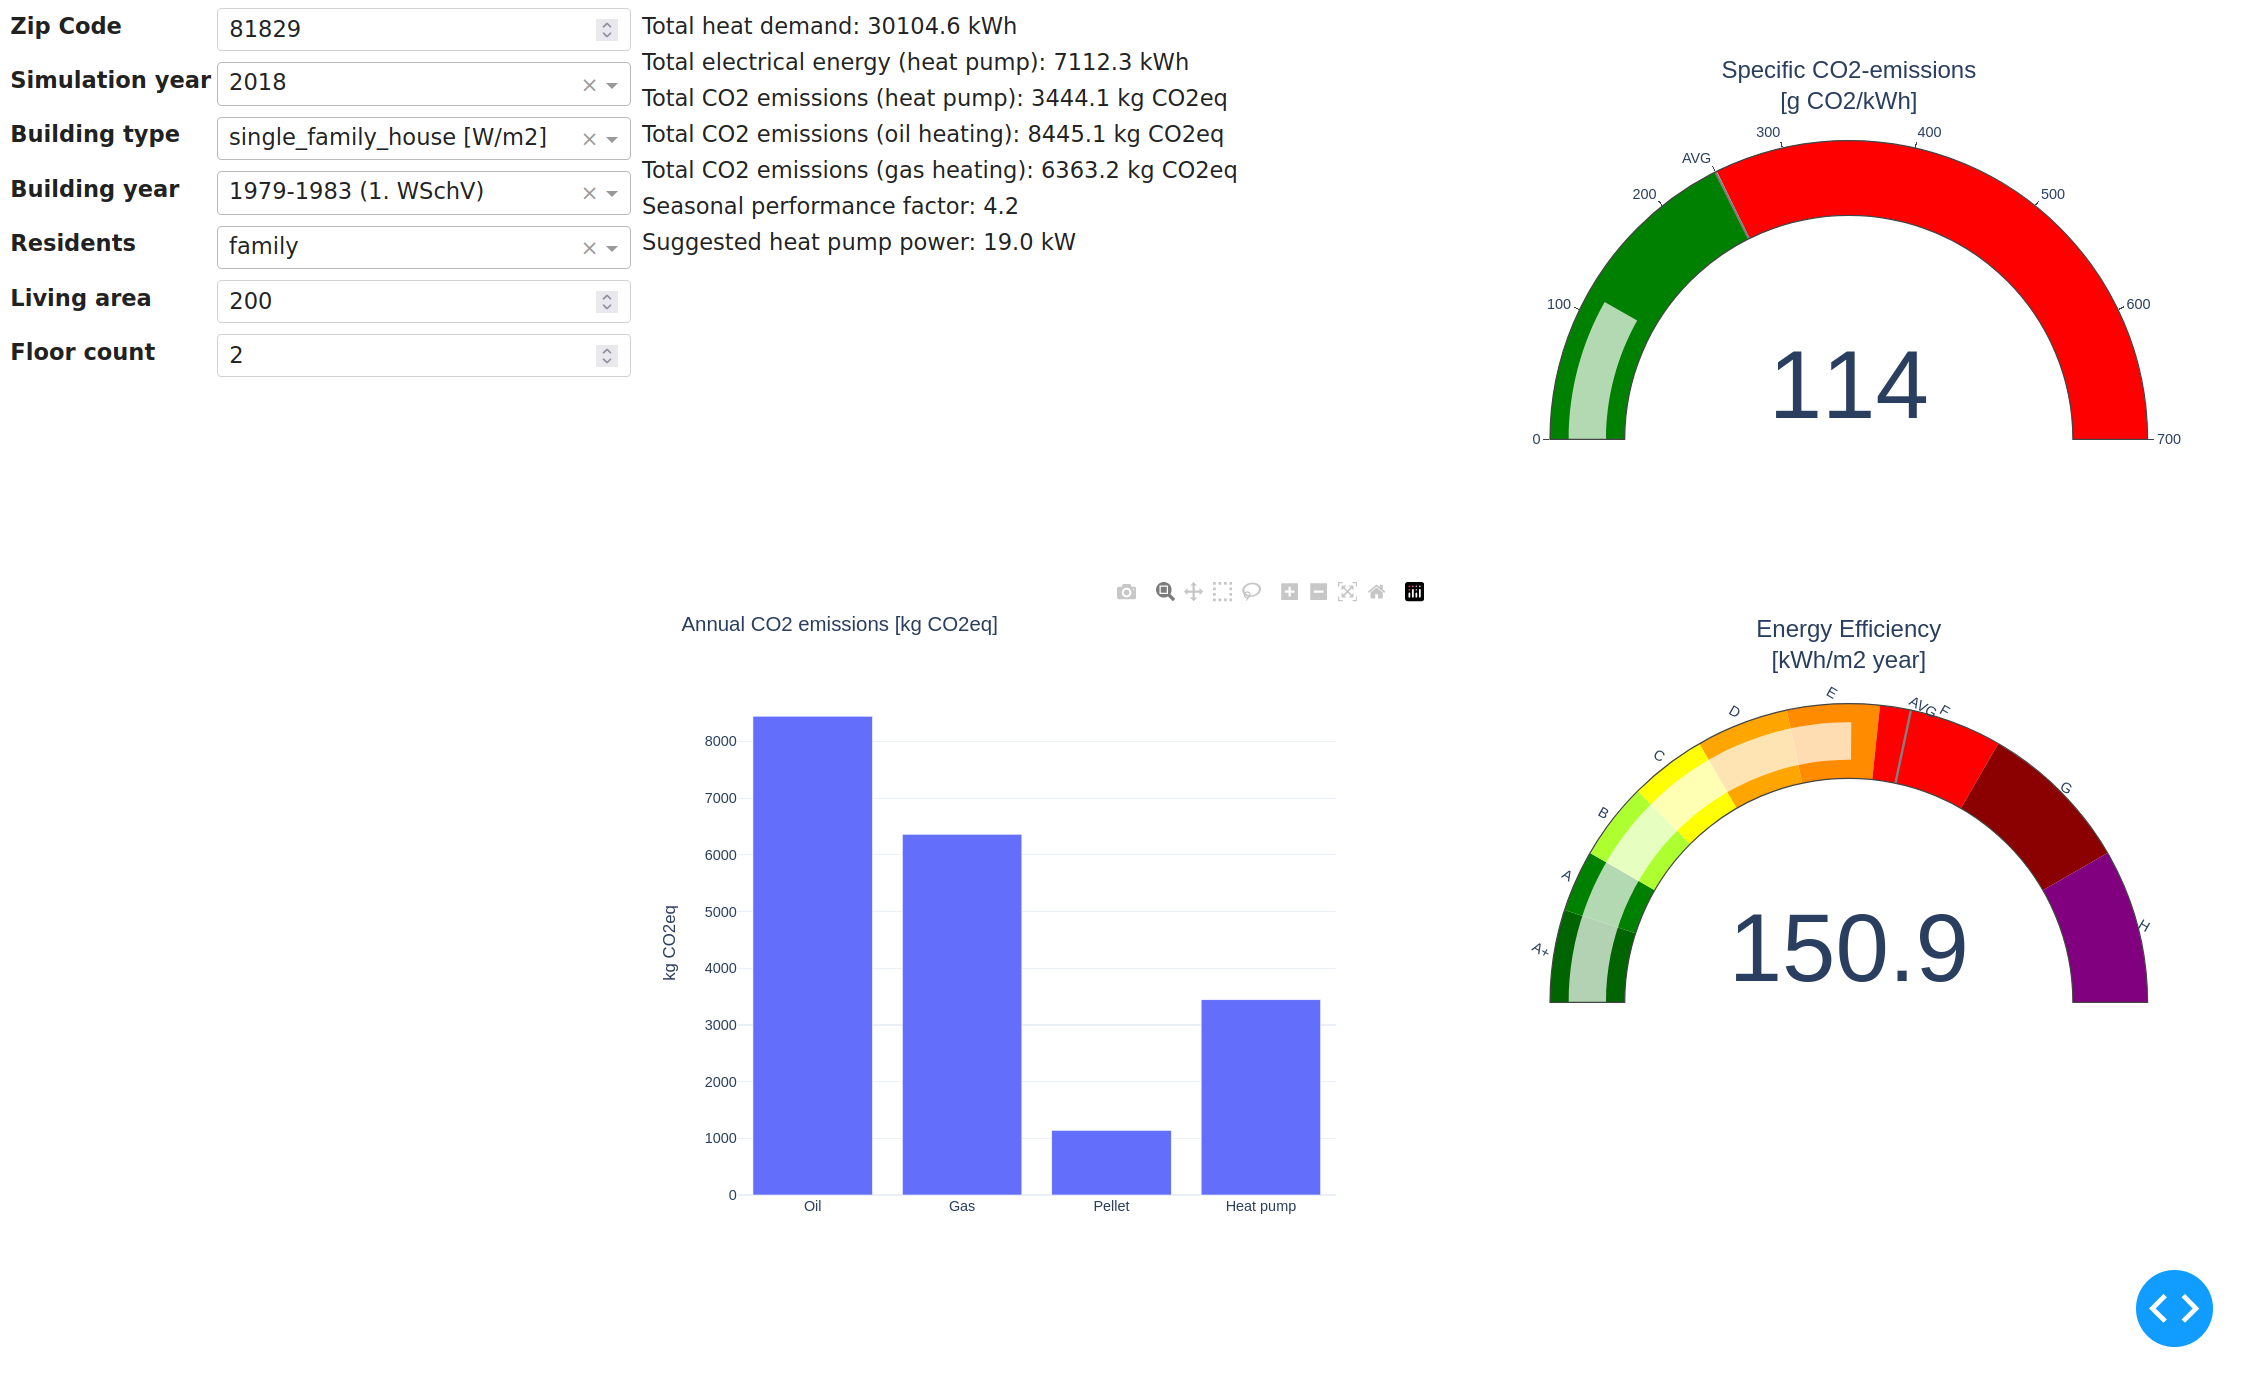 Zip Code
81829
Simulation year
2018
Building type
single_family_house [W/m2]
Building year
1979-1983 (1. WSchV)
Residents
family
Living area
200
Floor count
2
Total heat demand: 30104.6 kWh
Total electrical energy (heat pump): 7112.3 kWh
Total CO2 emissions (heat pump): 3444.1 kg CO2eq
Total CO2 emissions (oil heating): 8445.1 kg CO2eq
Total CO2 emissions (gas heating): 6363.2 kg CO2eq
Seasonal performance factor: 4.2
Suggested heat pump power: 19.0 kW
Specific CO2-emissions
[g CO2/kWh]
0
100
200
AVG
300
400
500
600
700
114
Annual CO2 emissions [kg CO2eq]
kg CO2eq
8000
7000
6000
5000
4000
3000
2000
1000
0
Oil
Gas
Pellet
Heat pump
Energy Efficiency
[kWh/m2 year]
A+
A
B
C
D
E
AVG
F
G
H
150.9